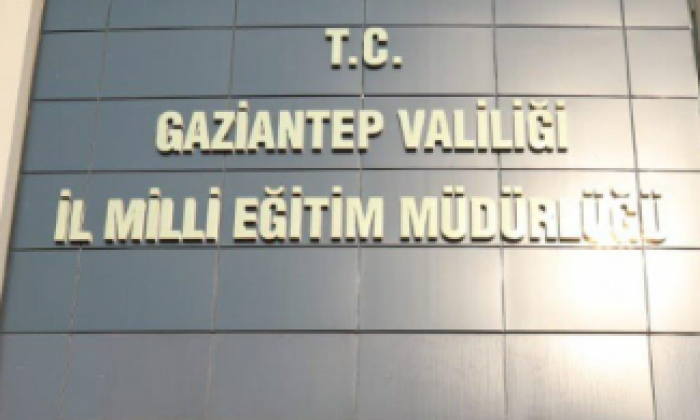 T.C.
GAZİANTEP VALİLİĞİ
İL MİLLİ EĞİTİM MÜDÜRLÜĞÜ